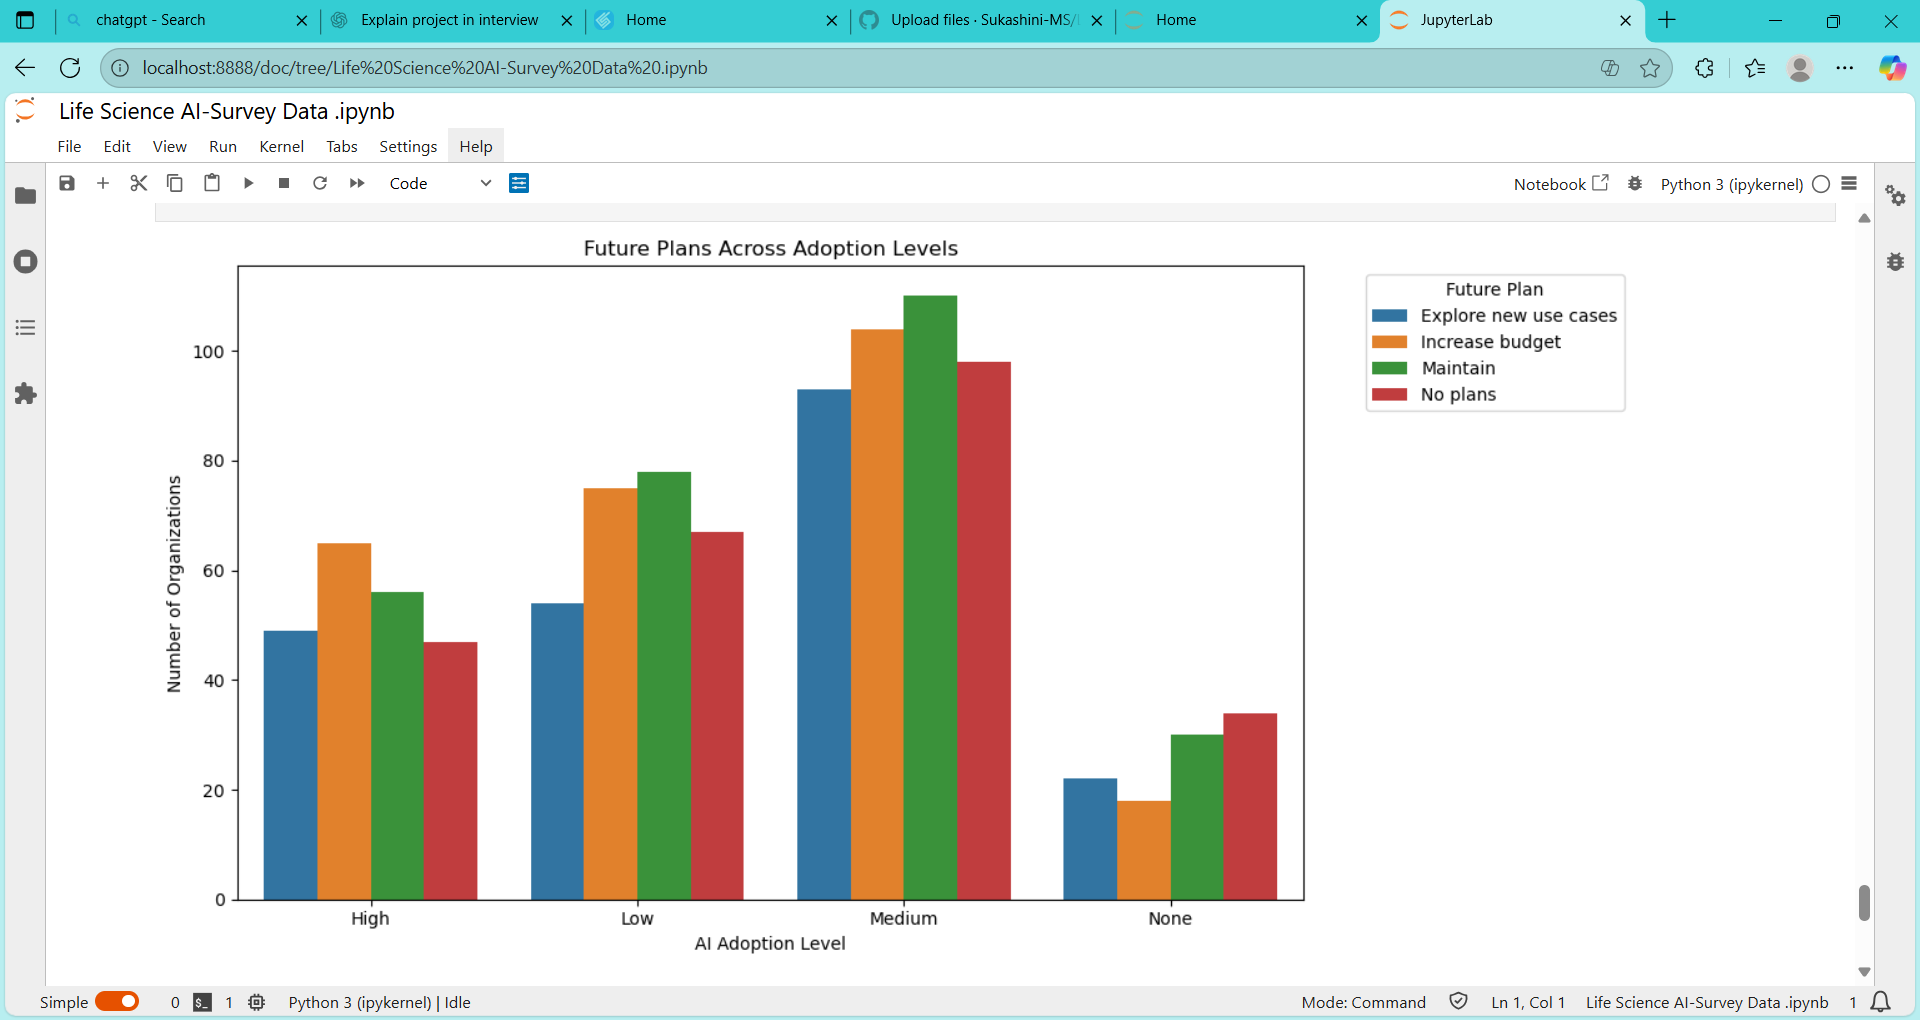 chatgpt - Search
Explain project in interview
Home
Upload files · Sukashini-MS/
Home
JupyterLab
localhost:8888/doc/tree/Life%20Science%20AI-Survey%20Data%20.ipynb
Life Science AI-Survey Data .ipynb
File Edit View Run Kernel Tabs Settings Help
Code
Notebook
Python 3 (ipykernel)
Future Plans Across Adoption Levels
Future Plan
Explore new use cases
Increase budget
Maintain
No plans
100
80
60
40
20
0
Number of Organizations
High Low Medium None
AI Adoption Level
Simple 0 $_ 1 Python 3 (ipykernel) | Idle Mode: Command Ln 1, Col 1 Life Science AI-Survey Data .ipynb 1